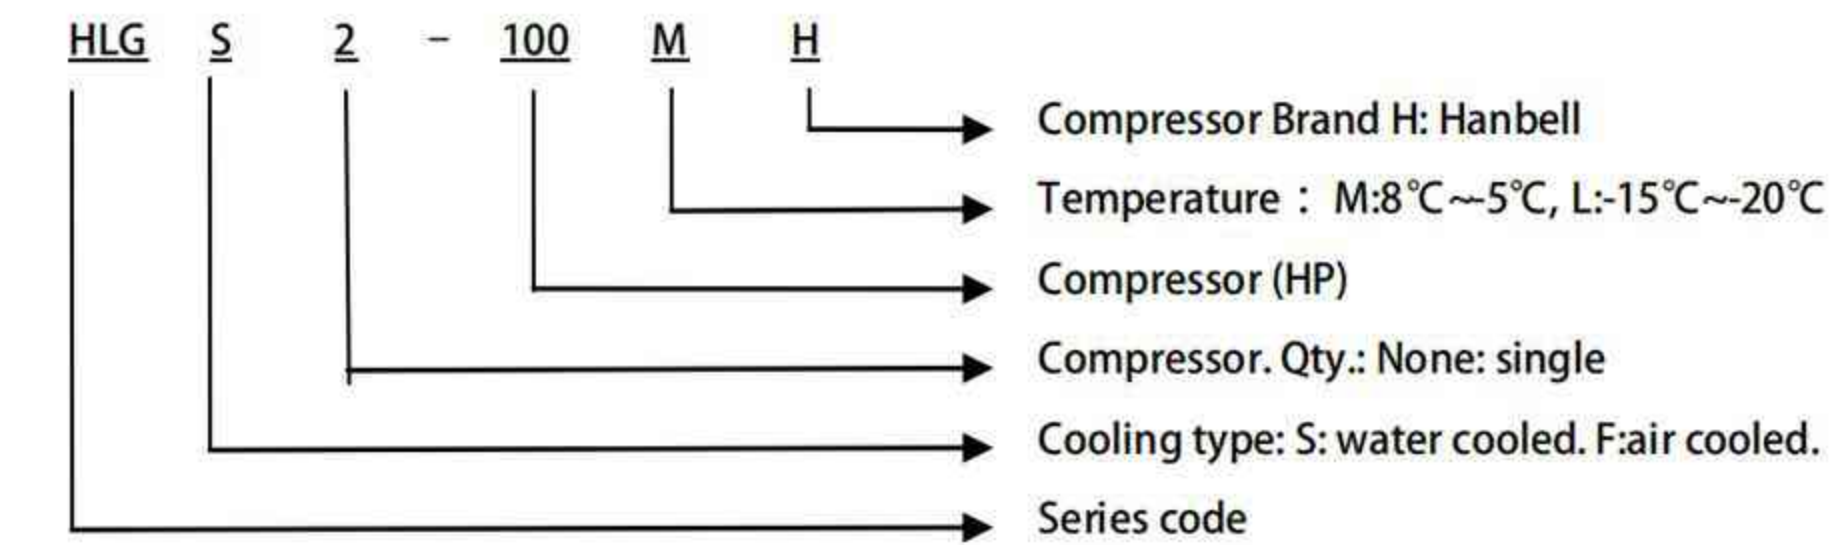 HLG S 2 - 100 M H
Compressor Brand H: Hanbell
Temperature： M:8℃~-5℃, L:-15℃~-20℃
Compressor (HP)
Compressor. Qty.: None: single
Cooling type: S: water cooled. F:air cooled.
Series code